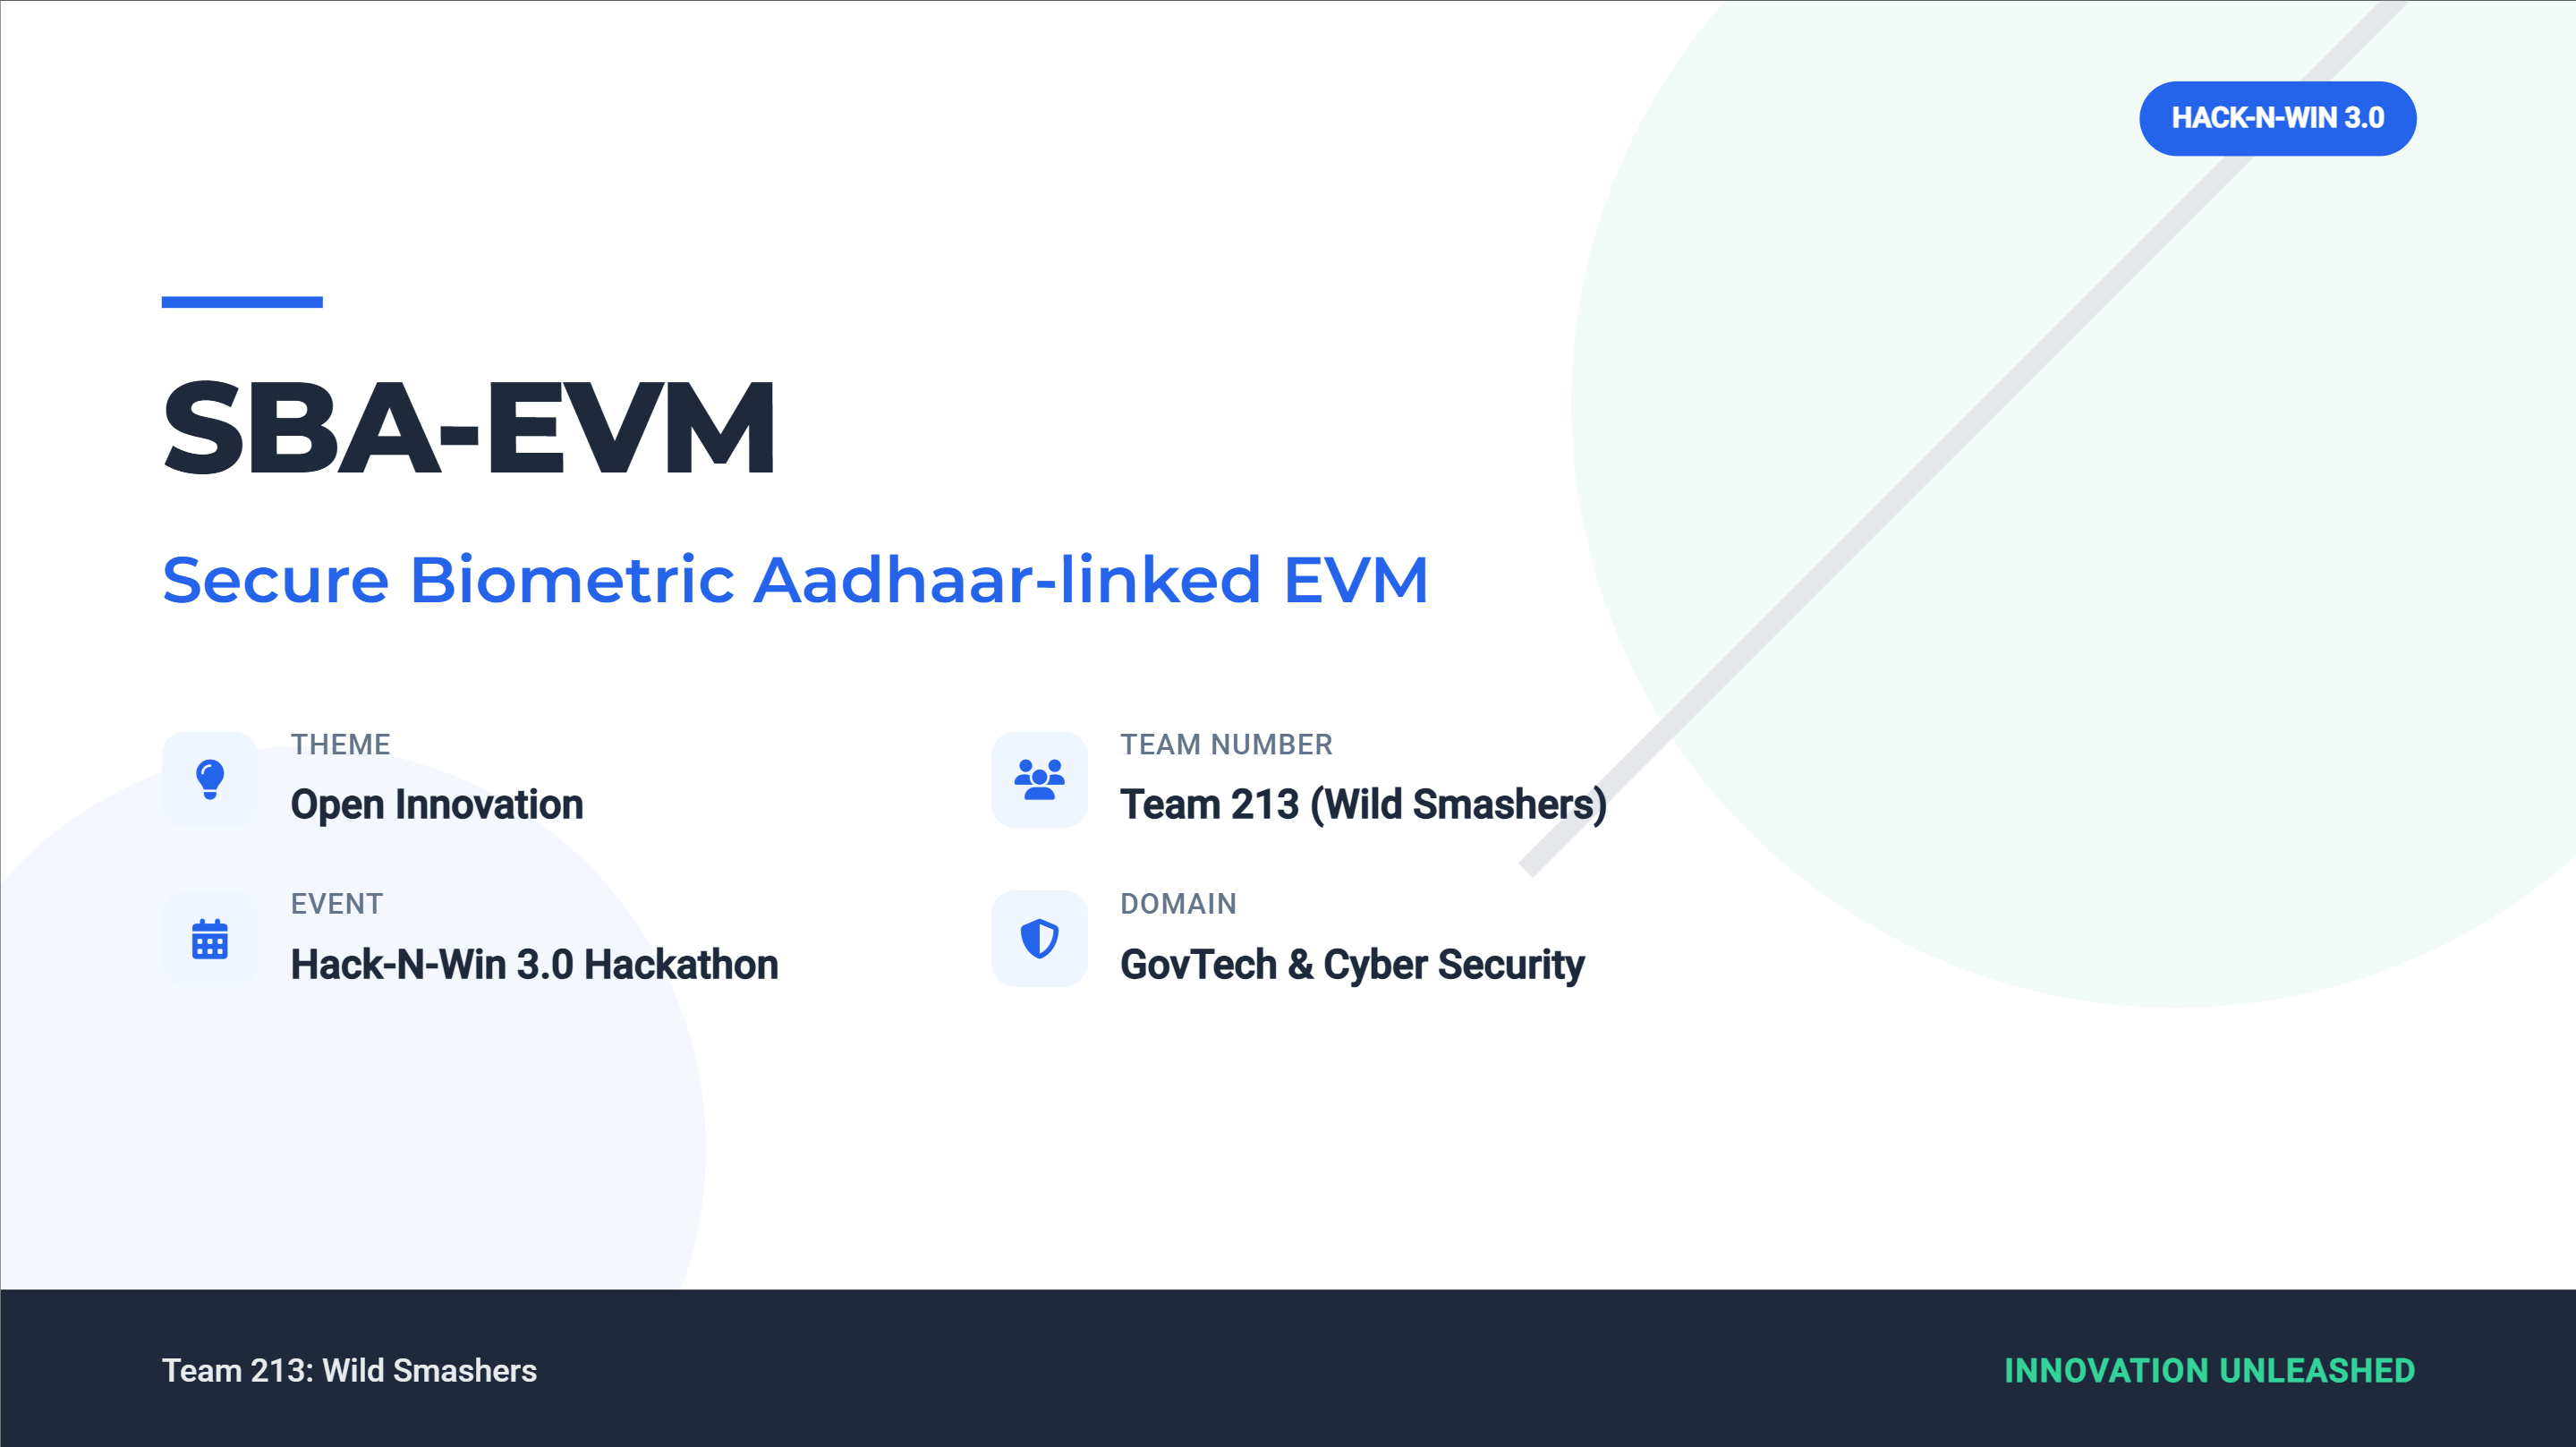 HACK-N-WIN 3.0
SBA-EVM
Secure Biometric Aadhaar-linked EVM
THEME
Open Innovation
TEAM NUMBER
Team 213 (Wild Smashers)
EVENT
Hack-N-Win 3.0 Hackathon
DOMAIN
GovTech & Cyber Security
Team 213: Wild Smashers
INNOVATION UNLEASHED